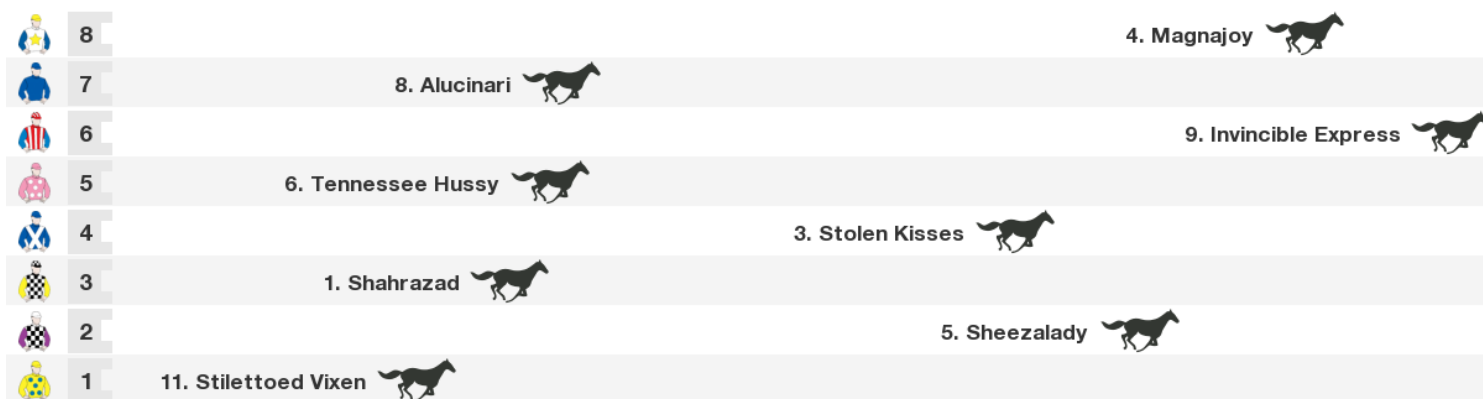 8 4. Magnajoy
7 8. Alucinari
6 9. Invincible Express
5 6. Tennessee Hussy
4 3. Stolen Kisses
3 1. Shahrazad
2 5. Sheezalady
1 11. Stilettoed Vixen